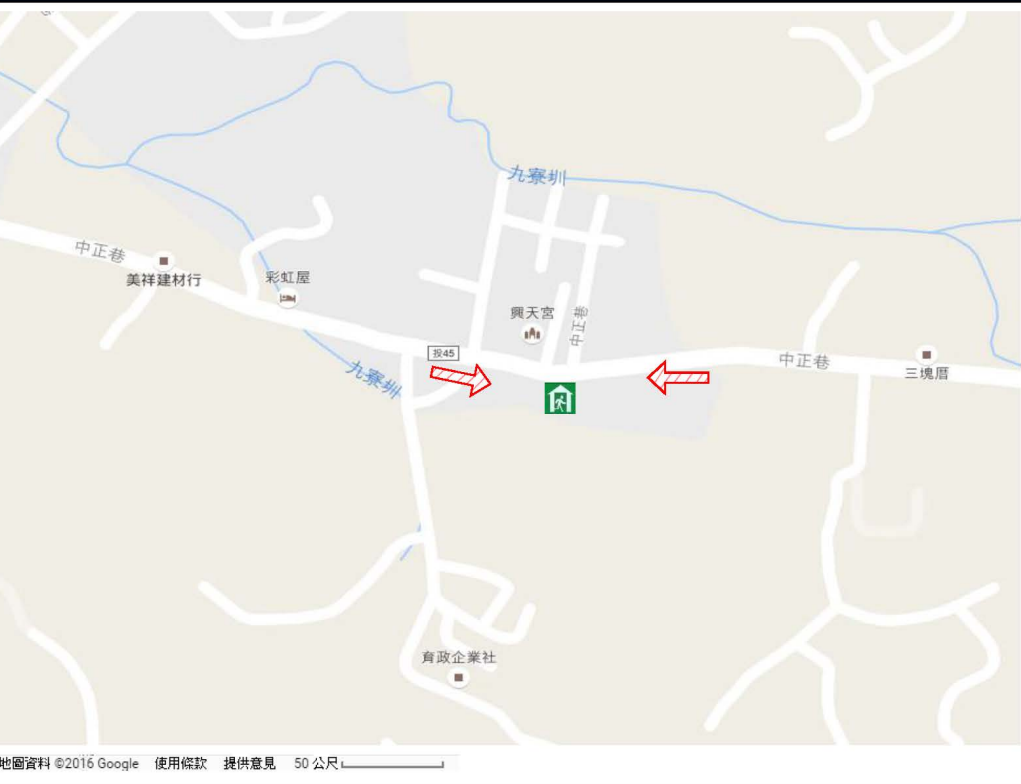 九寮圳
中正巷
美祥建材行
彩虹屋
興天宮
中正巷
投45
中正巷
三塊厝
九寮圳
育政企業社
地圖資料 ©2016 Google 使用條款 提供意見 50 公尺